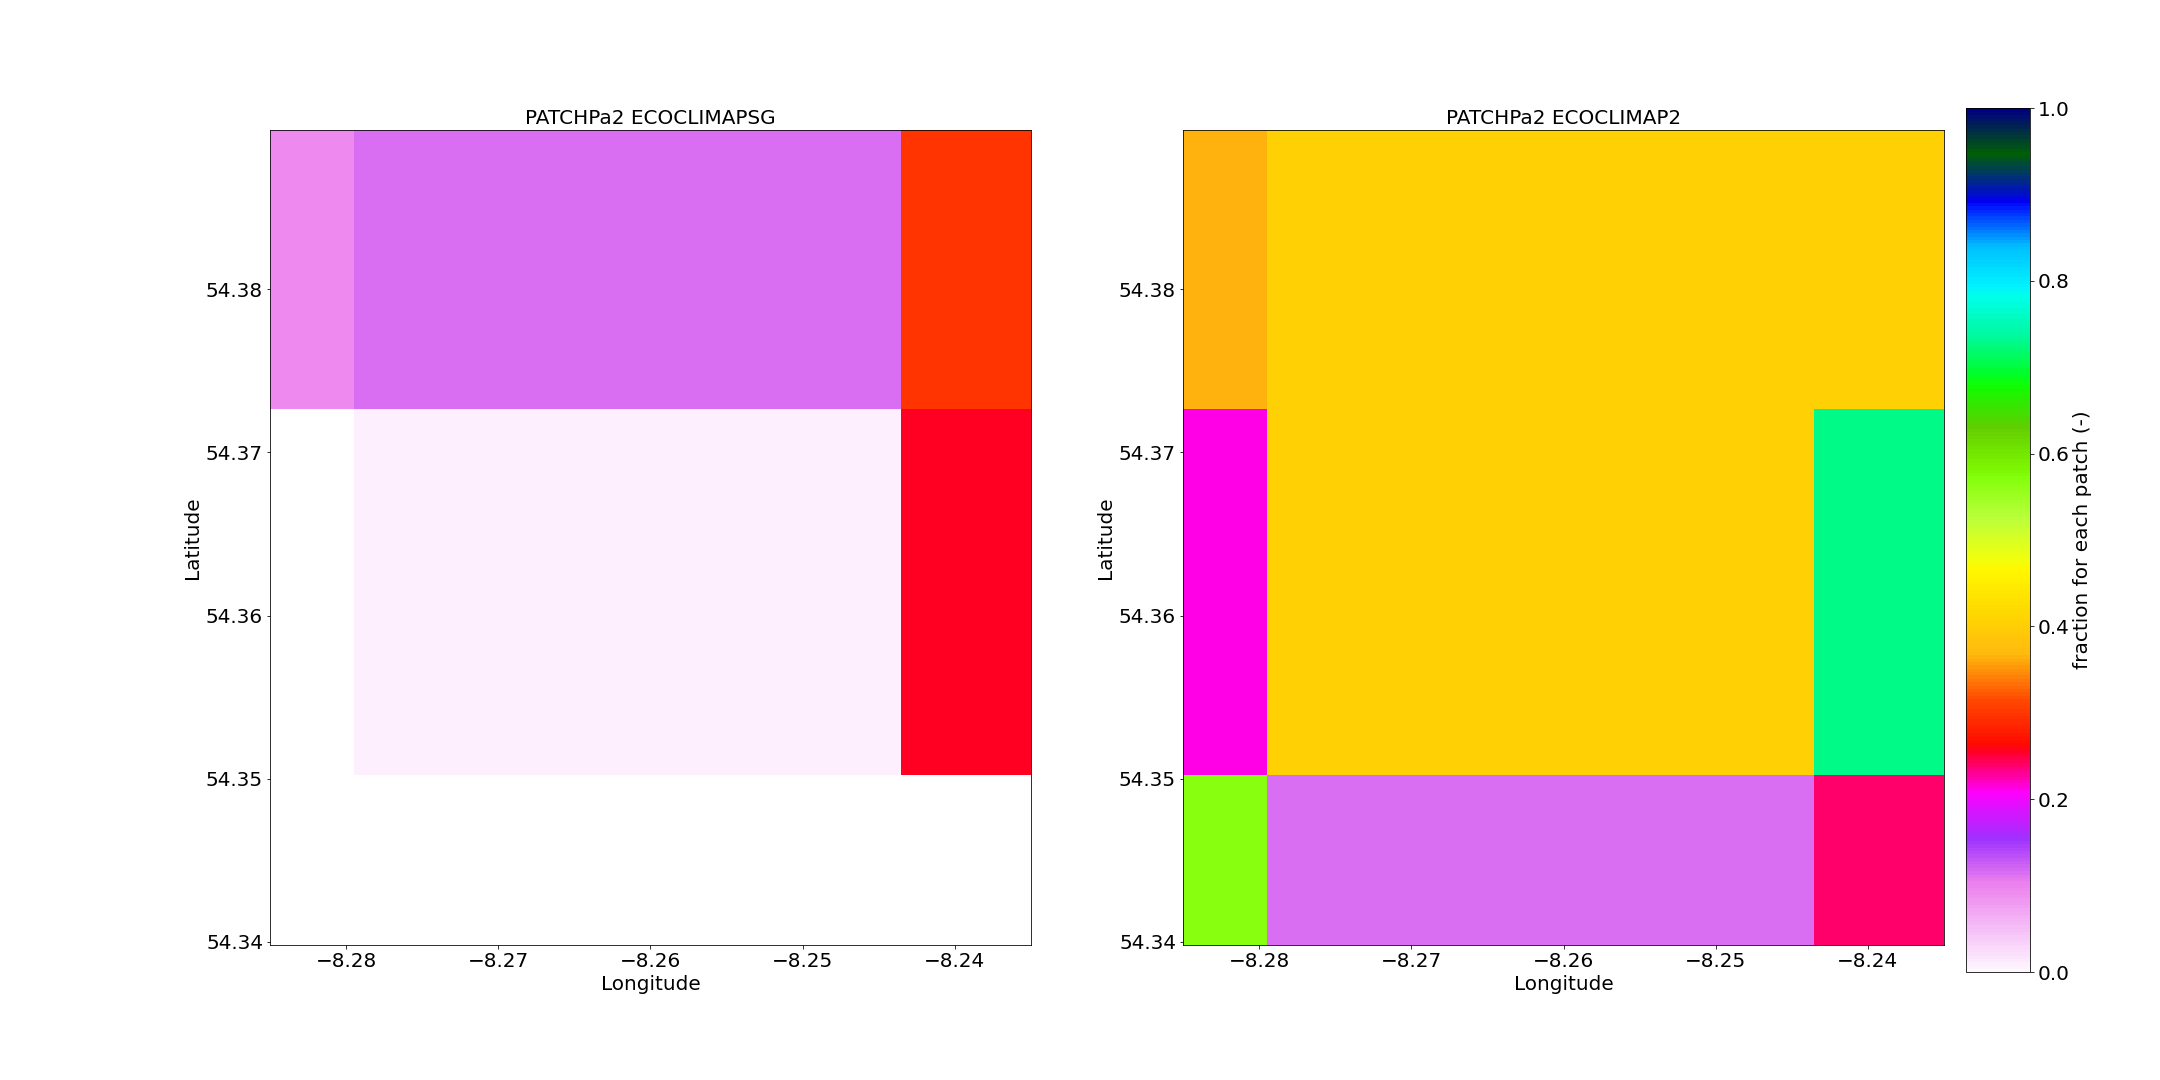 PATCHPa2 ECOCLIMAPSG
54.38
54.37
54.36
54.35
54.34
Latitude
−8.28 −8.27 −8.26 −8.25 −8.24
Longitude
PATCHPa2 ECOCLIMAP2
54.38
54.37
54.36
54.35
54.34
Latitude
−8.28 −8.27 −8.26 −8.25 −8.24
Longitude
1.0
0.8
0.6
0.4
0.2
0.0
fraction for each patch (-)